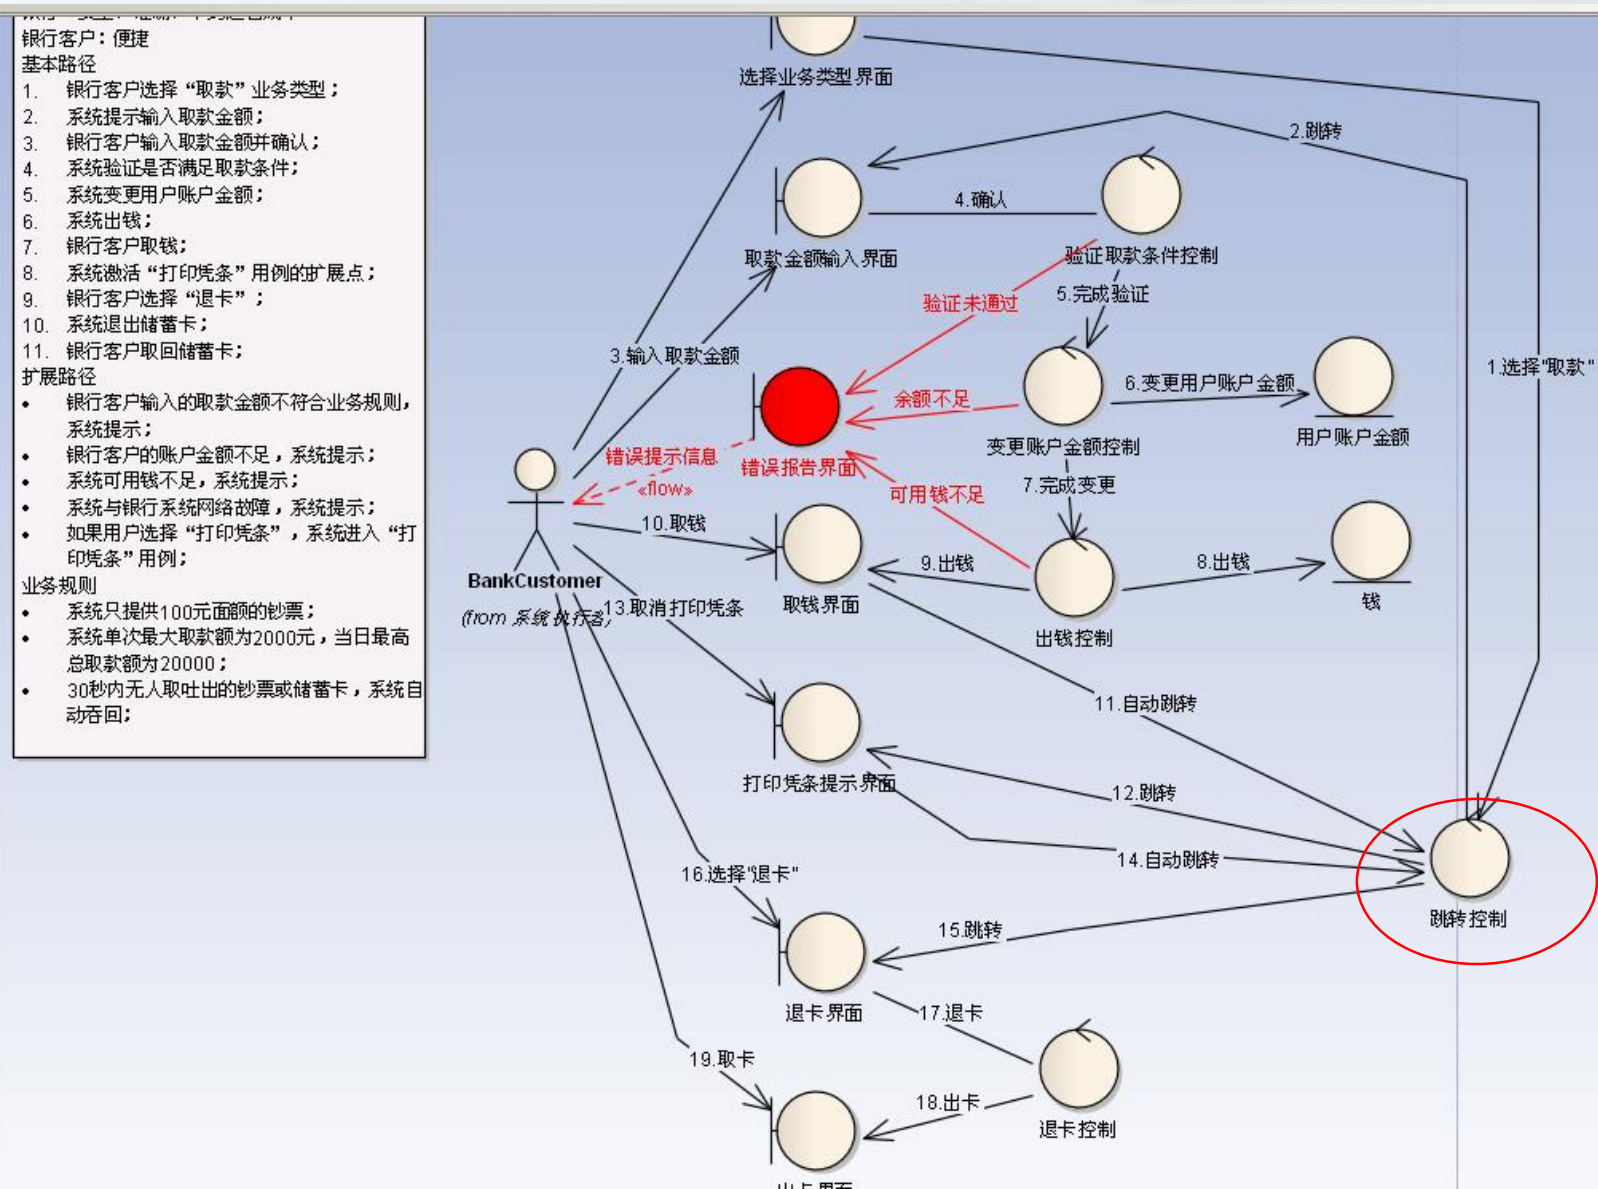 银行客户：便捷
基本路径
1. 银行客户选择“取款”业务类型；
2. 系统提示输入取款金额；
3. 银行客户输入取款金额并确认；
4. 系统验证是否满足取款条件；
5. 系统变更用户账户金额；
6. 系统出钱；
7. 银行客户取钱；
8. 系统激活“打印凭条”用例的扩展点；
9. 银行客户选择“退卡”；
10. 系统退出储蓄卡；
11. 银行客户取回储蓄卡；
扩展路径
• 银行客户输入的取款金额不符合业务规则，
系统提示；
• 银行客户的账户金额不足，系统提示；
• 系统可用钱不足，系统提示；
• 系统与银行系统网络故障，系统提示；
• 如果用户选择“打印凭条”，系统进入“打
印凭条”用例；
业务规则
• 系统只提供100元面额的钞票；
• 系统单次最大取款额为2000元，当日最高
总取款额为20000；
• 30秒内无人取吐出的钞票或储蓄卡，系统自
动吞回；
选择业务类型界面
2.跳转
4.确认
取款金额输入界面
验证取款条件控制
验证未通过
5.完成验证
3.输入取款金额
1.选择"取款"
余额不足
6.变更用户账户金额
用户账户金额
错误提示信息
«flow»
错误报告界面
变更账户金额控制
可用钱不足
7.完成变更
10.取钱
9.出钱
8.出钱
BankCustomer
(from 系统执行者)
13.取消打印凭条
取钱界面
钱
出钱控制
11.自动跳转
打印凭条提示界面
12.跳转
14.自动跳转
16.选择"退卡"
跳转控制
15.跳转
退卡界面
17.退卡
19.取卡
18.出卡
退卡控制
出卡界面